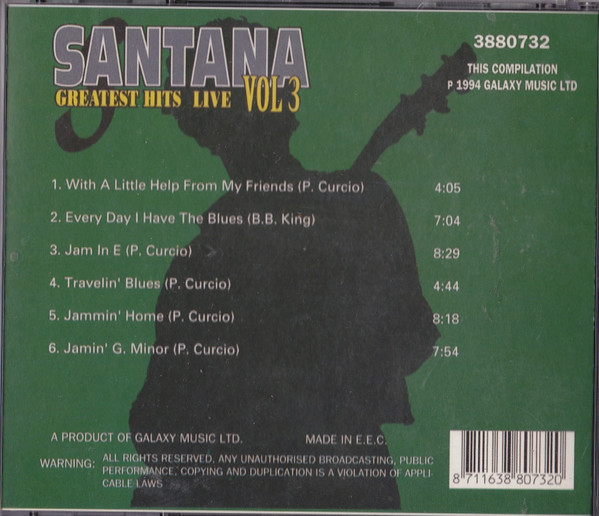 SANTANA
GREATEST HITS LIVE VOL 3
3880732
THIS COMPILATION
P 1994 GALAXY MUSIC LTD
1. With A Little Help From My Friends (P. Curcio) 4:05
2. Every Day I Have The Blues (B.B. King) 7:04
3. Jam In E (P. Curcio) 8:29
4. Travelin' Blues (P. Curcio) 4:44
5. Jammin' Home (P. Curcio) 8:18
6. Jamin' G. Minor (P. Curcio) 7:54
A PRODUCT OF GALAXY MUSIC LTD. MADE IN E.E.C.
WARNING: ALL RIGHTS RESERVED, ANY UNAUTHORISED BROADCASTING, PUBLIC
PERFORMANCE, COPYING AND DUPLICATION IS A VIOLATION OF APPLI-
CABLE LAWS
8 711638 807320